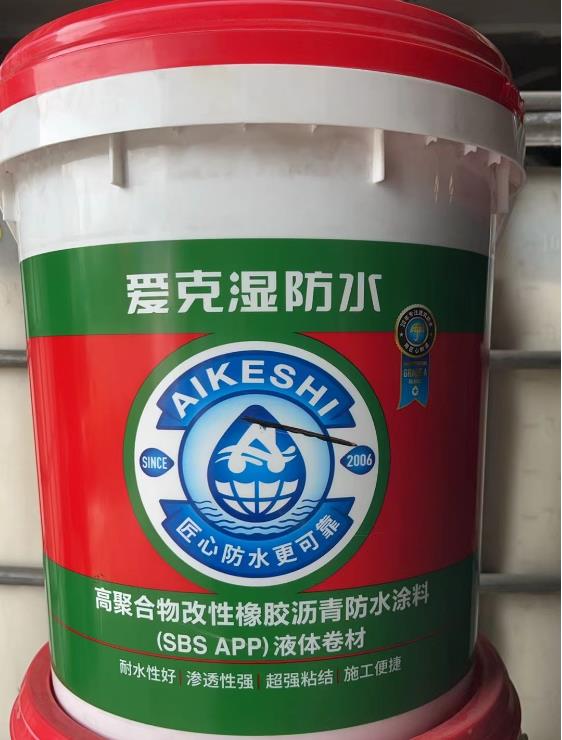 爱克湿防水
GRADE A
AIKESHI
SINCE
2006
匠心防水更可靠
高聚合物改性橡胶沥青防水涂料
(SBS APP)液体卷材
耐水性好 渗透性强 超强粘结 施工便捷